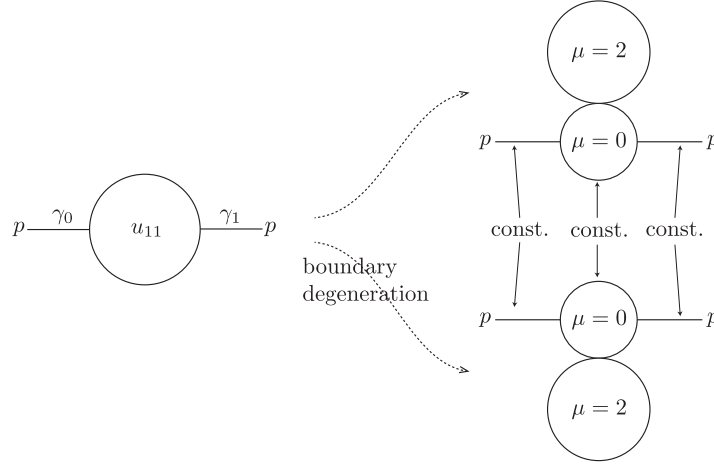 μ = 2
p μ = 0 p
γ₀ γ₁
p u₁₁ p
const. const. const.
boundary
degeneration
p μ = 0 p
μ = 2